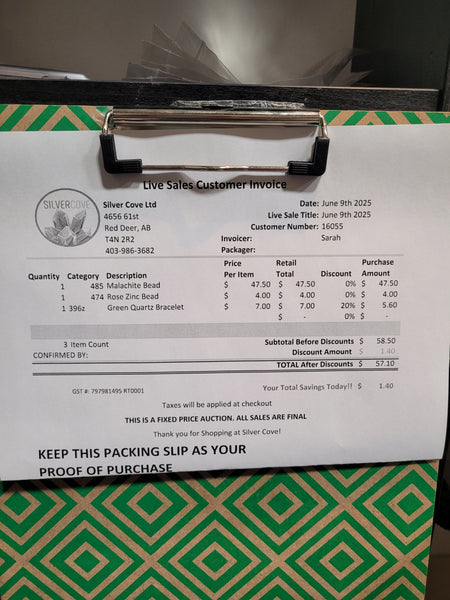 Live Sales Customer Invoice
SILVERCOVE
Silver Cove Ltd
4656 61st
Red Deer, AB
T4N 2R2
403-986-3682
Date: June 9th 2025
Live Sale Title: June 9th 2025
Customer Number: 16055
Invoicer: Sarah
Packager:
Quantity Category Description Price Per Item Retail Total Discount Purchase Amount
1 485 Malachite Bead $ 47.50 $ 47.50 0% $ 47.50
1 474 Rose Zinc Bead $ 4.00 $ 4.00 0% $ 4.00
1 396z Green Quartz Bracelet $ 7.00 $ 7.00 20% $ 5.60
$ - 0% $ -
3 Item Count Subtotal Before Discounts $ 58.50
CONFIRMED BY: Discount Amount $ 1.40
TOTAL After Discounts $ 57.10
GST #: 797981495 RT0001 Your Total Savings Today!! $ 1.40
Taxes will be applied at checkout
THIS IS A FIXED PRICE AUCTION. ALL SALES ARE FINAL
Thank you for Shopping at Silver Cove!
KEEP THIS PACKING SLIP AS YOUR
PROOF OF PURCHASE